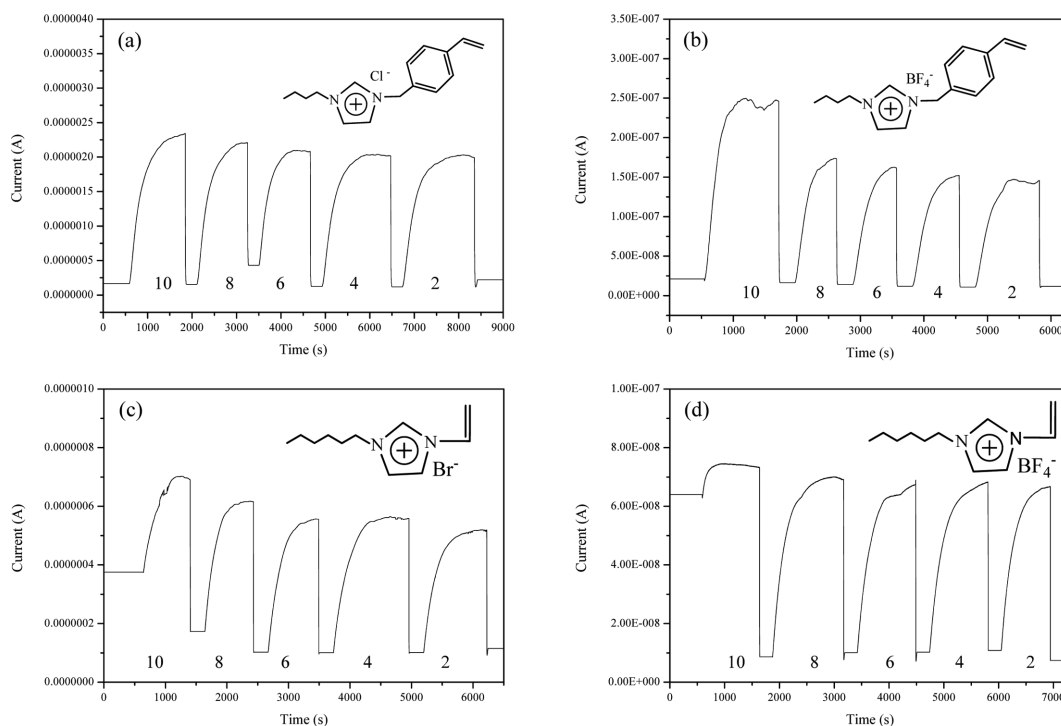 (a)
Current (A)
0.0000040
0.0000035
0.0000030
0.0000025
0.0000020
0.0000015
0.0000010
0.0000005
0.0000000
Cl -
N
N
+
10 8 6 4 2
0 1000 2000 3000 4000 5000 6000 7000 8000 9000
Time (s)
(b)
Current (A)
3.50E-007
3.00E-007
2.50E-007
2.00E-007
1.50E-007
1.00E-007
5.00E-008
0.00E+000
BF4-
N
N
+
10 8 6 4 2
0 1000 2000 3000 4000 5000 6000
Time (s)
(c)
Current (A)
0.0000010
0.0000008
0.0000006
0.0000004
0.0000002
0.0000000
N
N
+
Br-
10 8 6 4 2
0 1000 2000 3000 4000 5000 6000
Time (s)
(d)
Current (A)
1.00E-007
8.00E-008
6.00E-008
4.00E-008
2.00E-008
0.00E+000
N
N
+
BF4-
10 8 6 4 2
0 1000 2000 3000 4000 5000 6000 7000
Time (s)